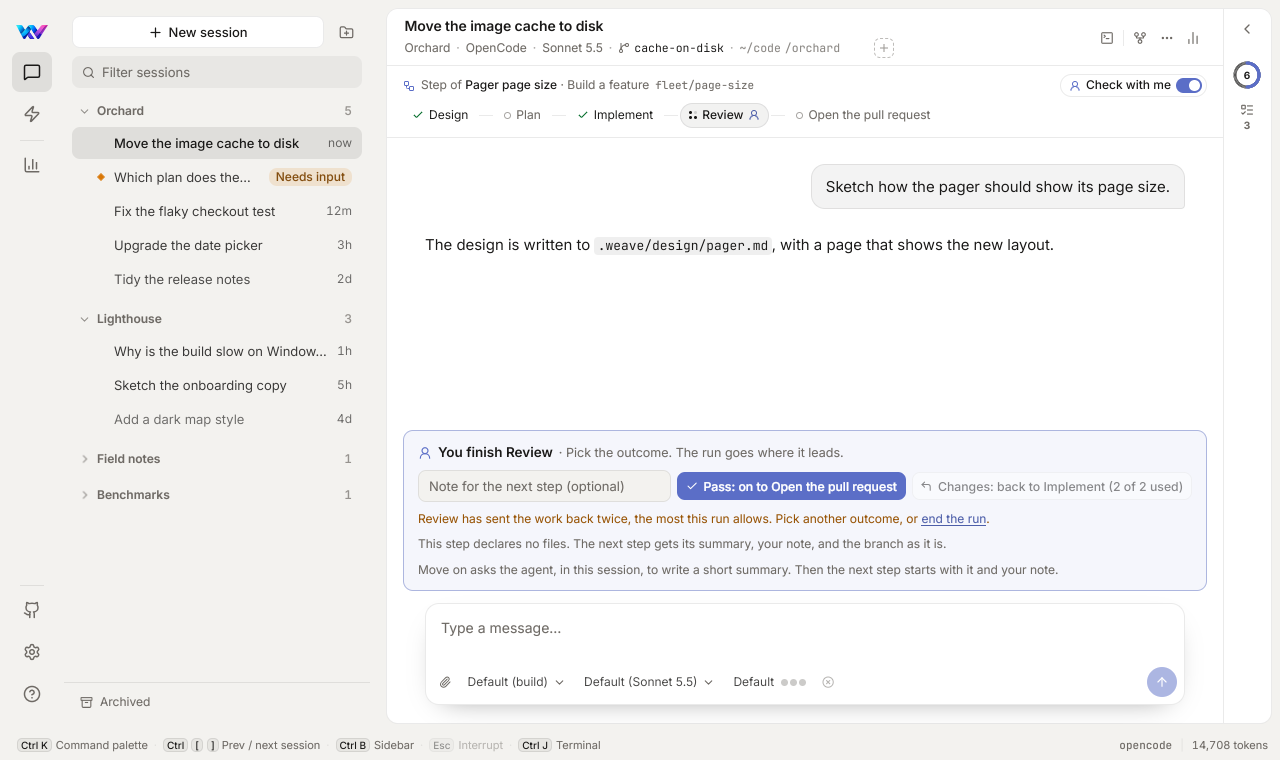 New session
Filter sessions
Orchard 5
Move the image cache to disk now
Which plan does the... Needs input
Fix the flaky checkout test 12m
Upgrade the date picker 3h
Tidy the release notes 2d
Lighthouse 3
Why is the build slow on Window... 1h
Sketch the onboarding copy 5h
Add a dark map style 4d
Field notes 1
Benchmarks 1
Archived
Move the image cache to disk
Orchard · OpenCode · Sonnet 5.5 · cache-on-disk · ~/code/orchard
Step of Pager page size · Build a feature fleet/page-size
Check with me
Design Plan Implement Review Open the pull request
6
3
Sketch how the pager should show its page size.
The design is written to .weave/design/pager.md, with a page that shows the new layout.
You finish Review · Pick the outcome. The run goes where it leads.
Note for the next step (optional) Pass: on to Open the pull request Changes: back to Implement (2 of 2 used)
Review has sent the work back twice, the most this run allows. Pick another outcome, or end the run.
This step declares no files. The next step gets its summary, your note, and the branch as it is.
Move on asks the agent, in this session, to write a short summary. Then the next step starts with it and your note.
Type a message...
Default (build) Default (Sonnet 5.5) Default
Ctrl K Command palette · Ctrl [ ] Prev / next session · Ctrl B Sidebar · Esc Interrupt · Ctrl J Terminal
opencode 14,708 tokens